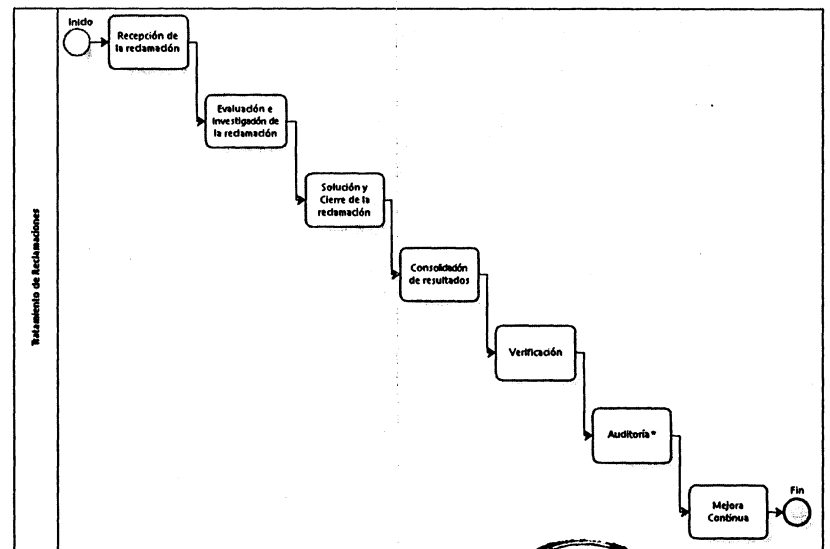 Inicio
Recepción de
la reclamación
Evaluación e
Investigación de
la reclamación
Solución y
Cierre de la
reclamación
Consolidación
de resultados
Verificación
Auditoría *
Mejora
Continua
Fin
Tratamiento de Reclamaciones